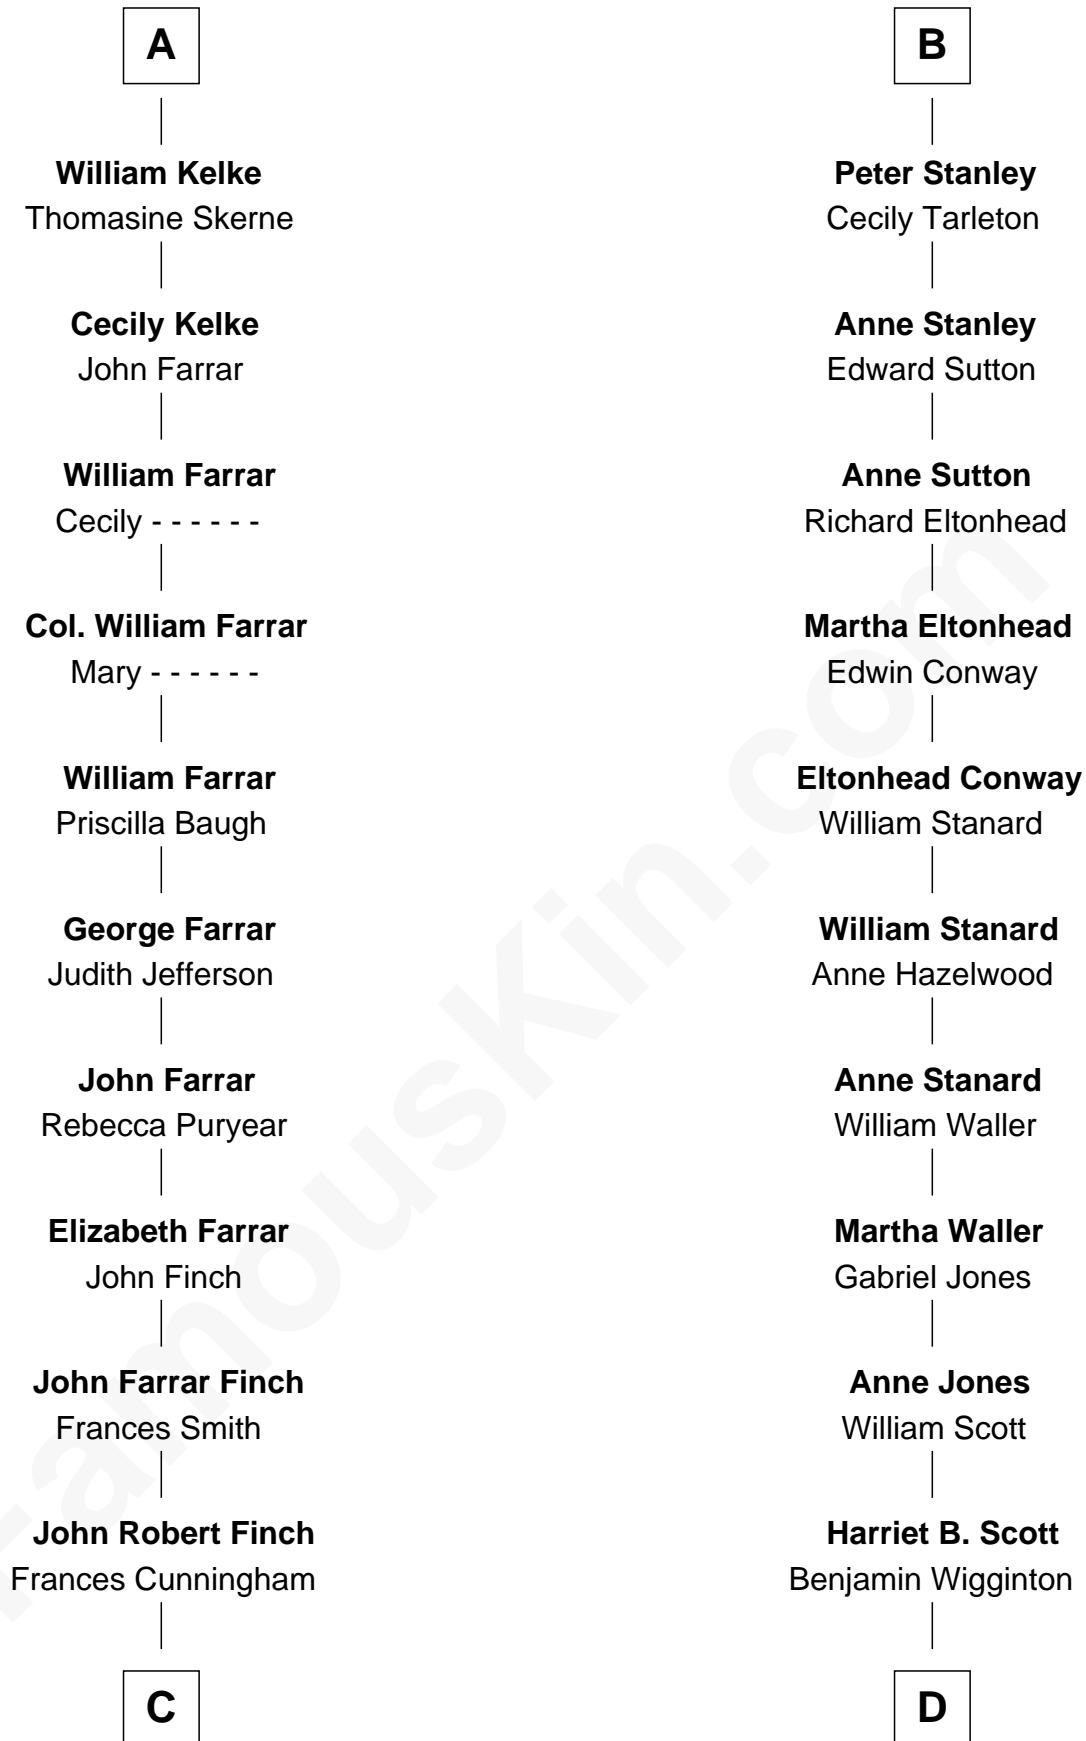 A
William Kelke
Thomasine Skerne
Cecily Kelke
John Farrar
William Farrar
Cecily - - - - - -
Col. William Farrar
Mary - - - - - -
William Farrar
Priscilla Baugh
George Farrar
Judith Jefferson
John Farrar
Rebecca Puryear
Elizabeth Farrar
John Finch
John Farrar Finch
Frances Smith
John Robert Finch
Frances Cunningham
C
B
Peter Stanley
Cecily Tarleton
Anne Stanley
Edward Sutton
Anne Sutton
Richard Eltonhead
Martha Eltonhead
Edwin Conway
Eltonhead Conway
William Stanard
William Stanard
Anne Hazelwood
Anne Stanard
William Waller
Martha Waller
Gabriel Jones
Anne Jones
William Scott
Harriet B. Scott
Benjamin Wigginton
D
FamousKin.com